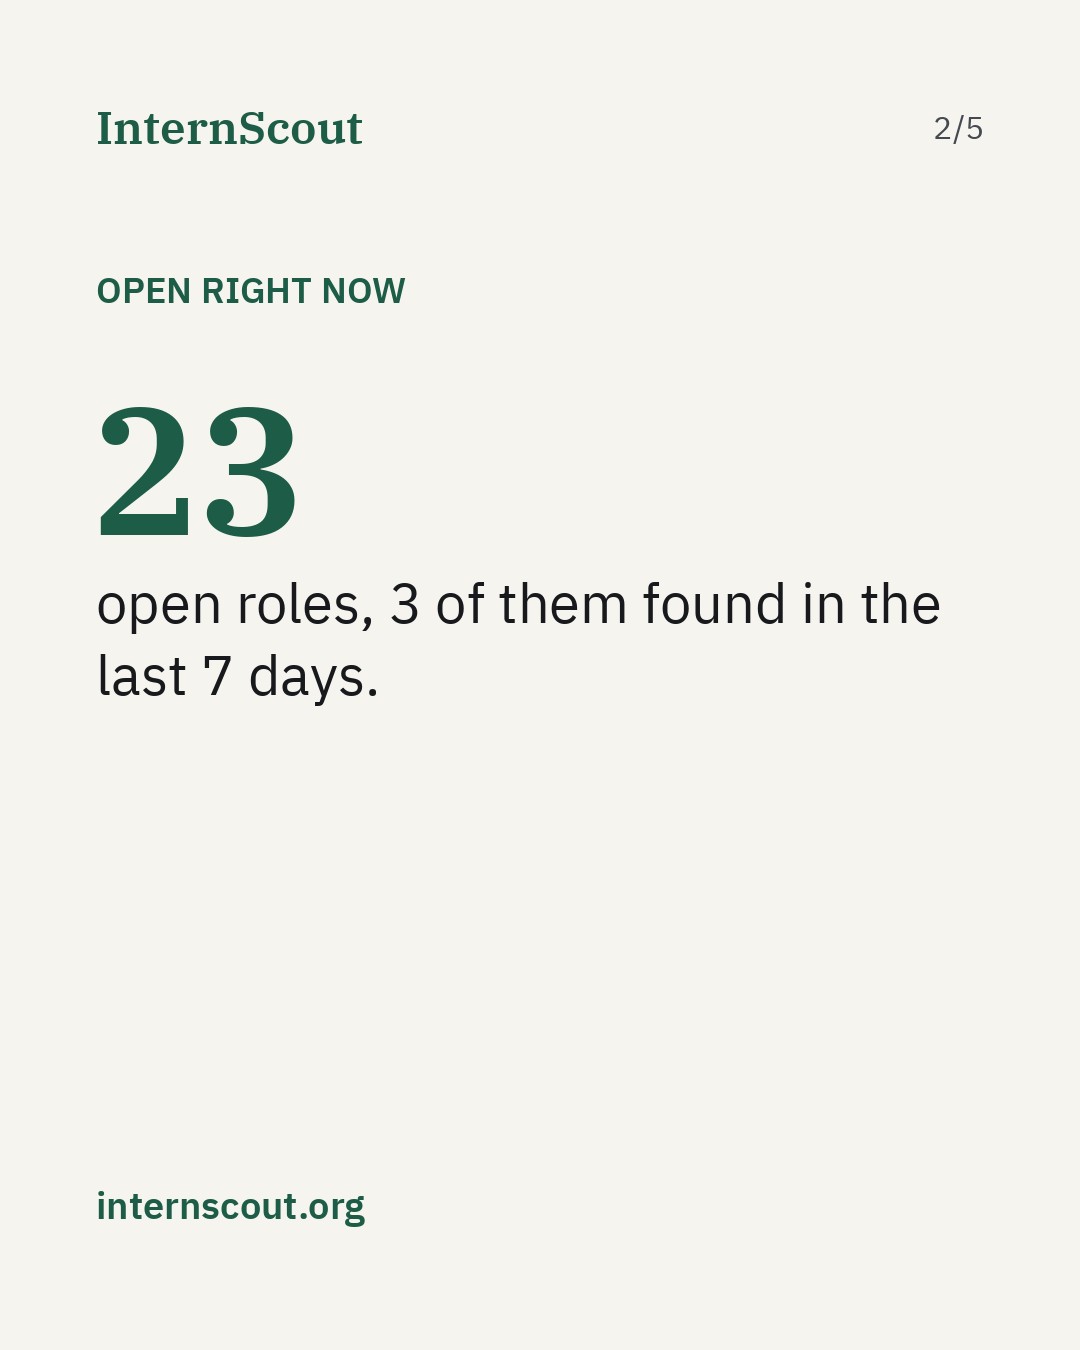 InternScout
2/5
OPEN RIGHT NOW
23
open roles, 3 of them found in the
last 7 days.
internscout.org